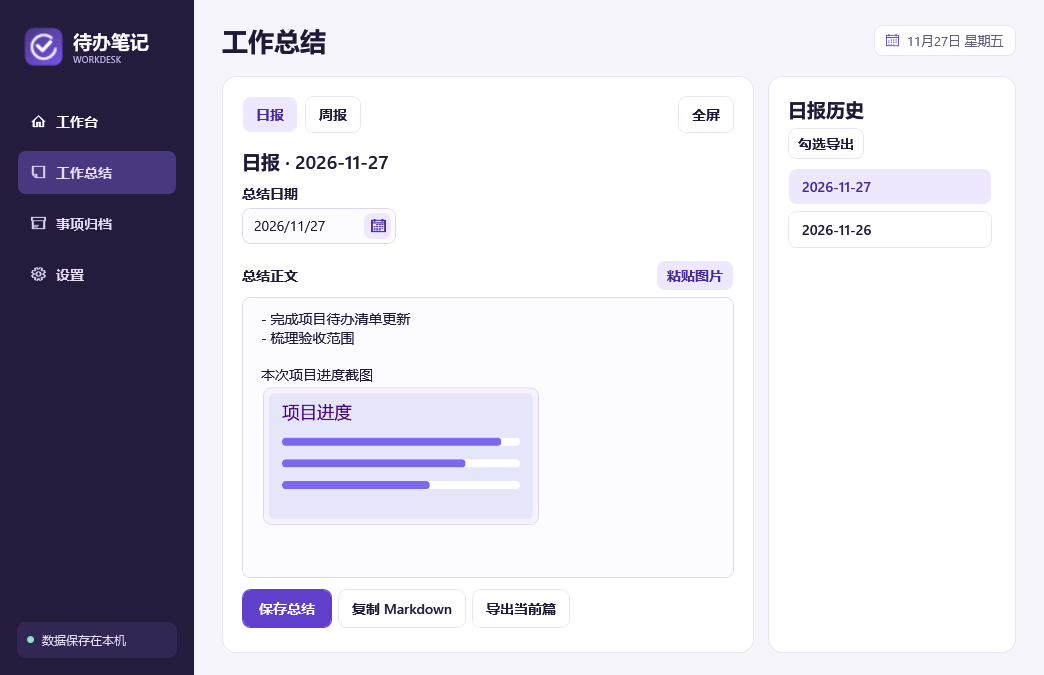 待办笔记
WORKDESK
工作台
工作总结
事项归档
设置
数据保存在本机
工作总结
11月27日 星期五
日报
周报
全屏
日报 · 2026-11-27
总结日期
2026/11/27
总结正文
粘贴图片
- 完成项目待办清单更新
- 梳理验收范围
本次项目进度截图
项目进度
保存总结
复制 Markdown
导出当前篇
日报历史
勾选导出
2026-11-27
2026-11-26